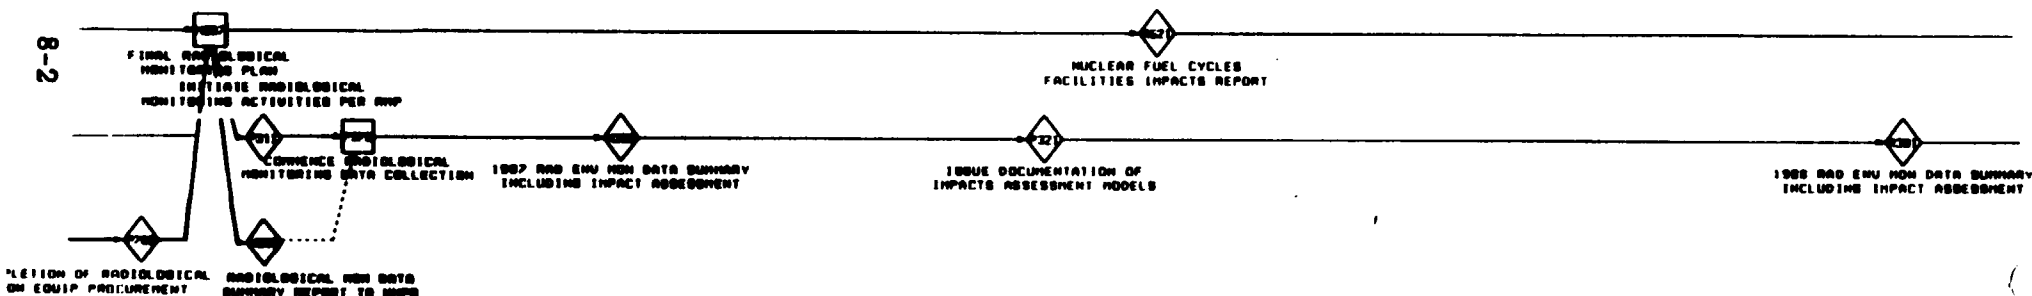 8-2
FINAL RADIOLOGICAL
MONITORING PLAN
INITIATE RADIOLOGICAL
MONITORING ACTIVITIES PER RMP
NUCLEAR FUEL CYCLES
FACILITIES IMPACTS REPORT
COMMENCE RADIOLOGICAL
MONITORING DATA COLLECTION
1987 RAD ENV MON DATA SUMMARY
INCLUDING IMPACT ASSESSMENT
ISSUE DOCUMENTATION OF
IMPACTS ASSESSMENT MODELS
1988 RAD ENV MON DATA SUMMARY
INCLUDING IMPACT ASSESSMENT
LETION OF RADIOLOGICAL
ON EQUIP PROCUREMENT
RADIOLOGICAL MON DATA
SUMMARY REPORT TO